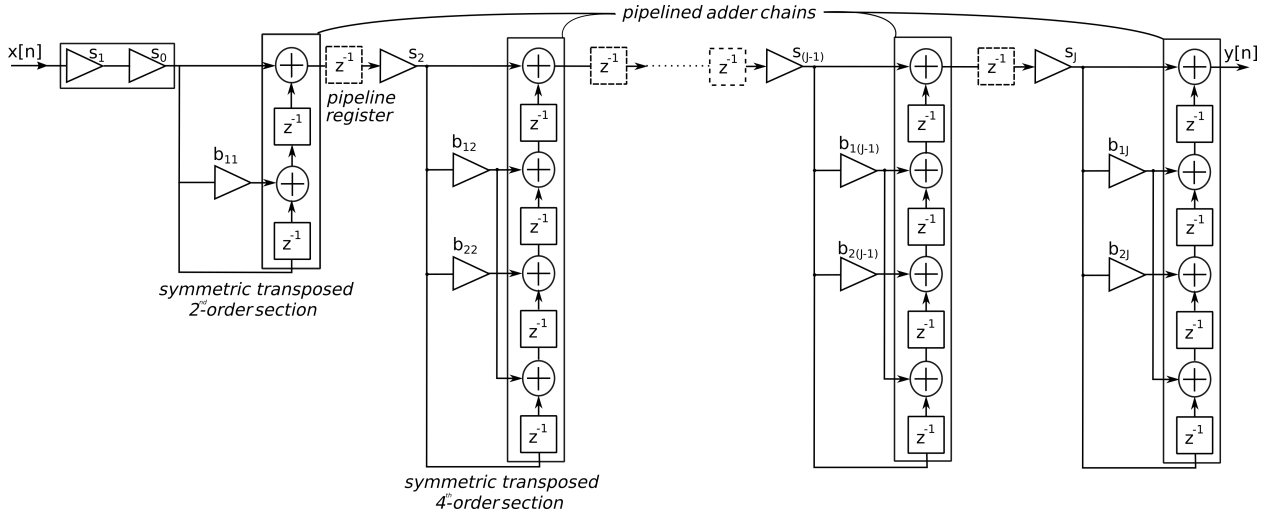 pipelined adder chains
x[n]
s1
s0
z-1
s2
z-1
z-1
s(J-1)
z-1
sJ
y[n]
pipeline
register
z-1
z-1
z-1
z-1
b11
b12
b1(J-1)
b1J
z-1
z-1
z-1
z-1
b22
b2(J-1)
b2J
symmetric transposed
2nd-order section
z-1
z-1
z-1
z-1
z-1
z-1
symmetric transposed
4th-order section